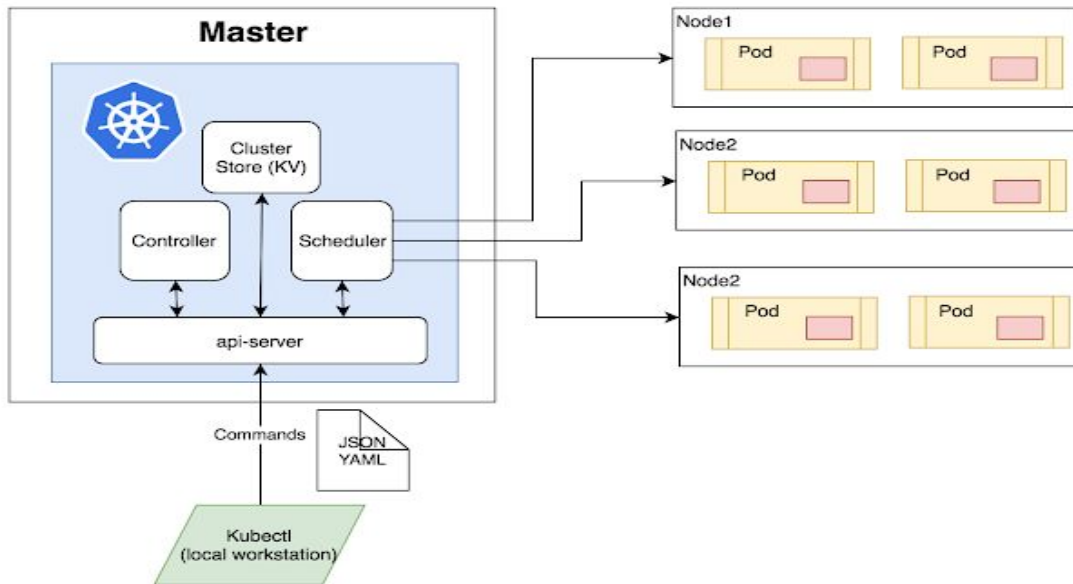 Master
Cluster
Store (KV)
Controller
Scheduler
api-server
Commands
JSON
YAML
Kubectl
(local workstation)
Node1
Pod
Pod
Node2
Pod
Pod
Node2
Pod
Pod